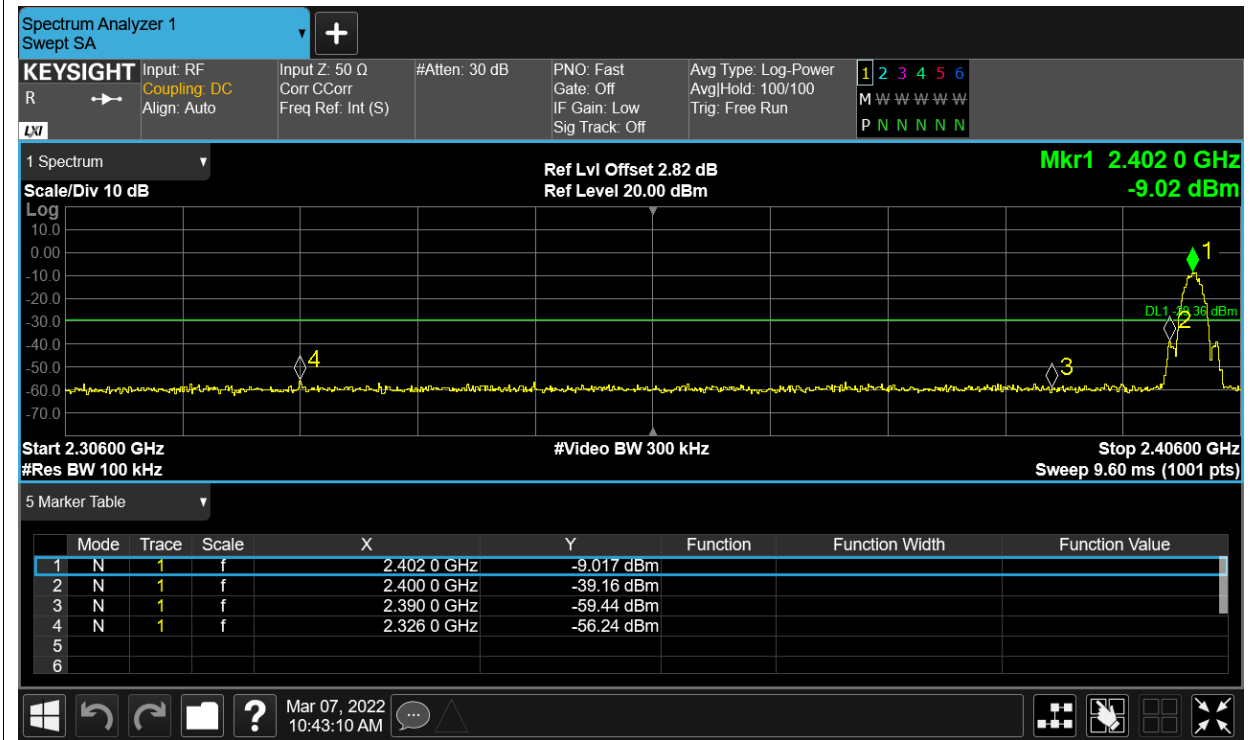 Spectrum Analyzer 1
Swept SA
+
KEYSIGHT Input: RF Input Z: 50 Ω #Atten: 30 dB PNO: Fast Avg Type: Log-Power 1 2 3 4 5 6
R Coupling: DC Corr CCorr Gate: Off Avg|Hold: 100/100 M W W W W W
Align: Auto Freq Ref: Int (S) IF Gain: Low Trig: Free Run P N N N N N
LXI Sig Track: Off
1 Spectrum
Ref Lvl Offset 2.82 dB Mkr1 2.402 0 GHz
Scale/Div 10 dB Ref Level 20.00 dBm -9.02 dBm
Log
10.0
0.00 1
-10.0
-20.0
DL1 -29.36 dBm
-30.0 2
-40.0
-50.0 4 3
-60.0
-70.0
Start 2.30600 GHz #Video BW 300 kHz Stop 2.40600 GHz
#Res BW 100 kHz Sweep 9.60 ms (1001 pts)
5 Marker Table
Mode Trace Scale X Y Function Function Width Function Value
1 N 1 f 2.402 0 GHz -9.017 dBm
2 N 1 f 2.400 0 GHz -39.16 dBm
3 N 1 f 2.390 0 GHz -59.44 dBm
4 N 1 f 2.326 0 GHz -56.24 dBm
5
6
? Mar 07, 2022
10:43:10 AM